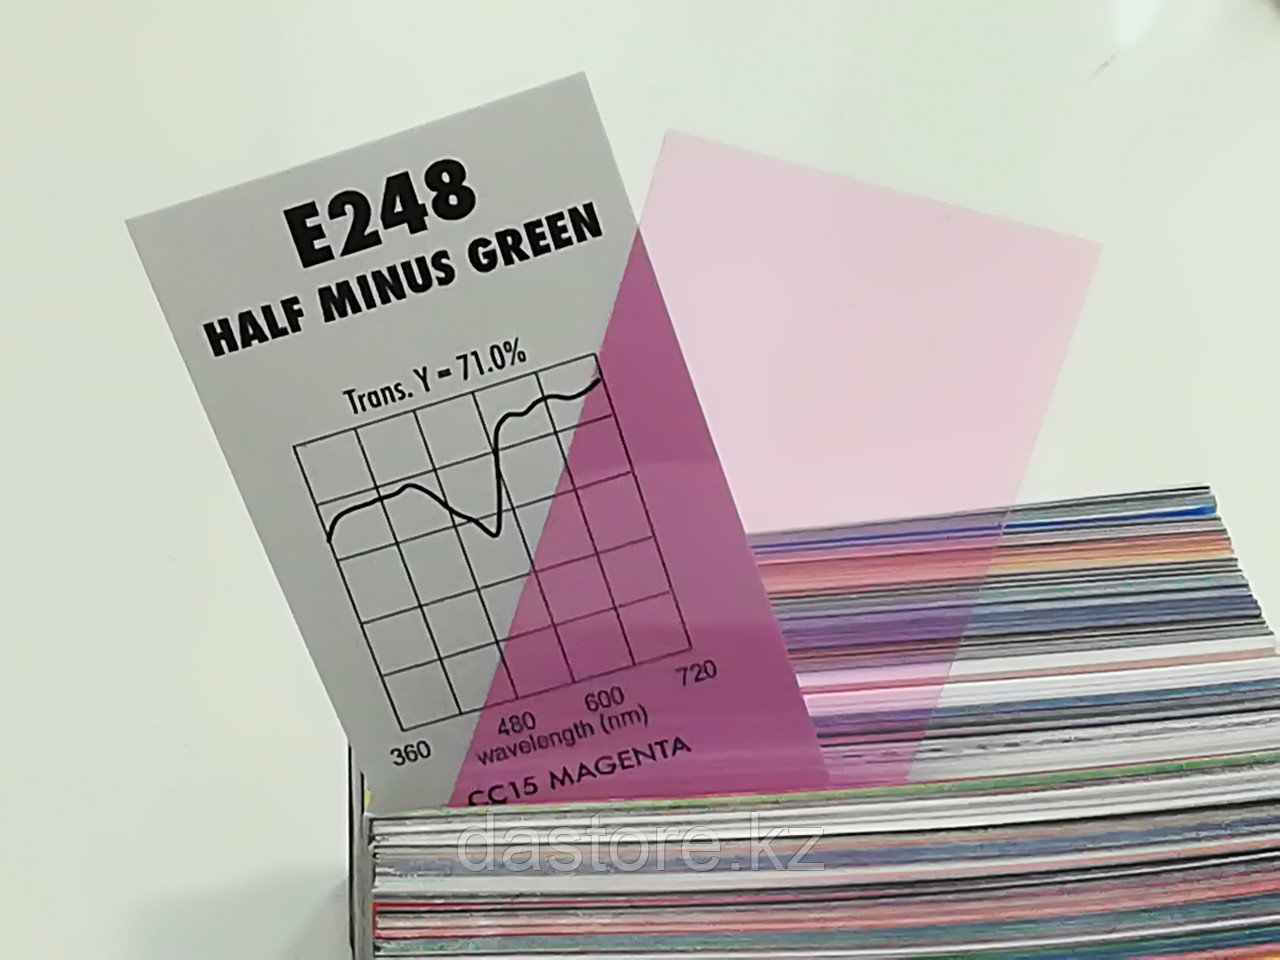 E248
HALF MINUS GREEN
Trans. Y = 71.0%
360 480 600 720
wavelength (nm)
CC15 MAGENTA
dastore.kz